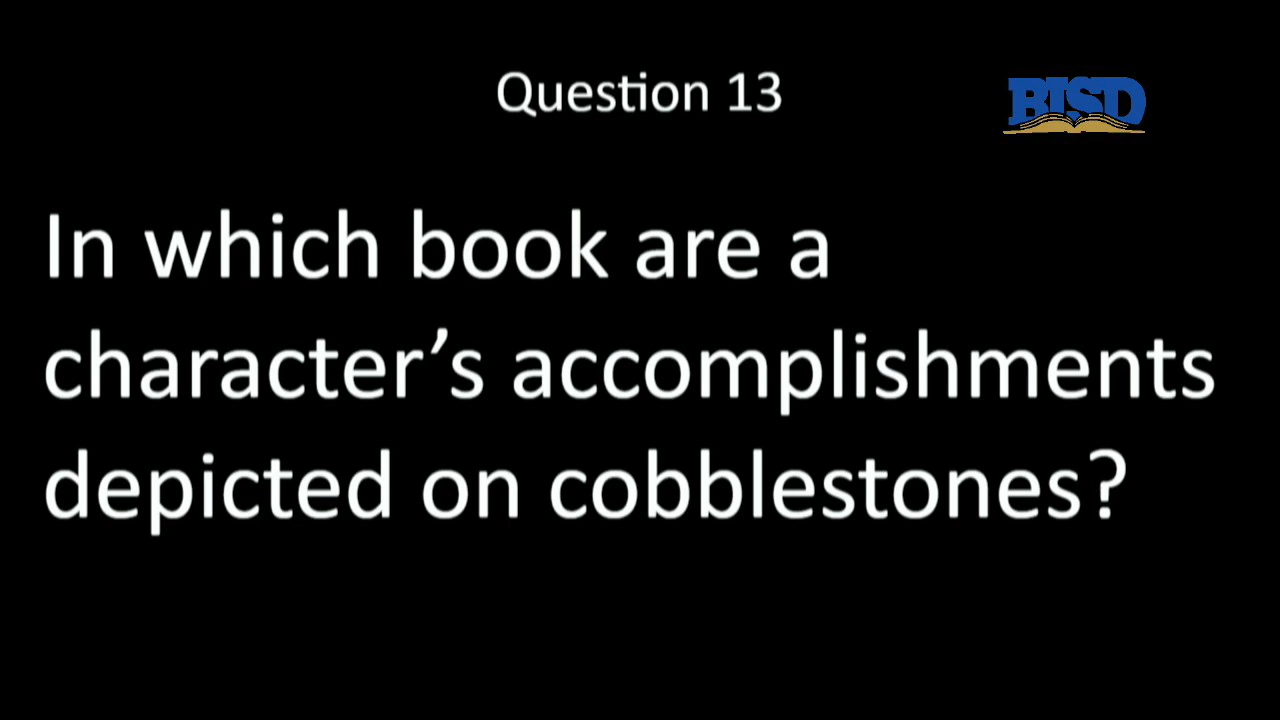 Question 13
BISD
In which book are a
character’s accomplishments
depicted on cobblestones?